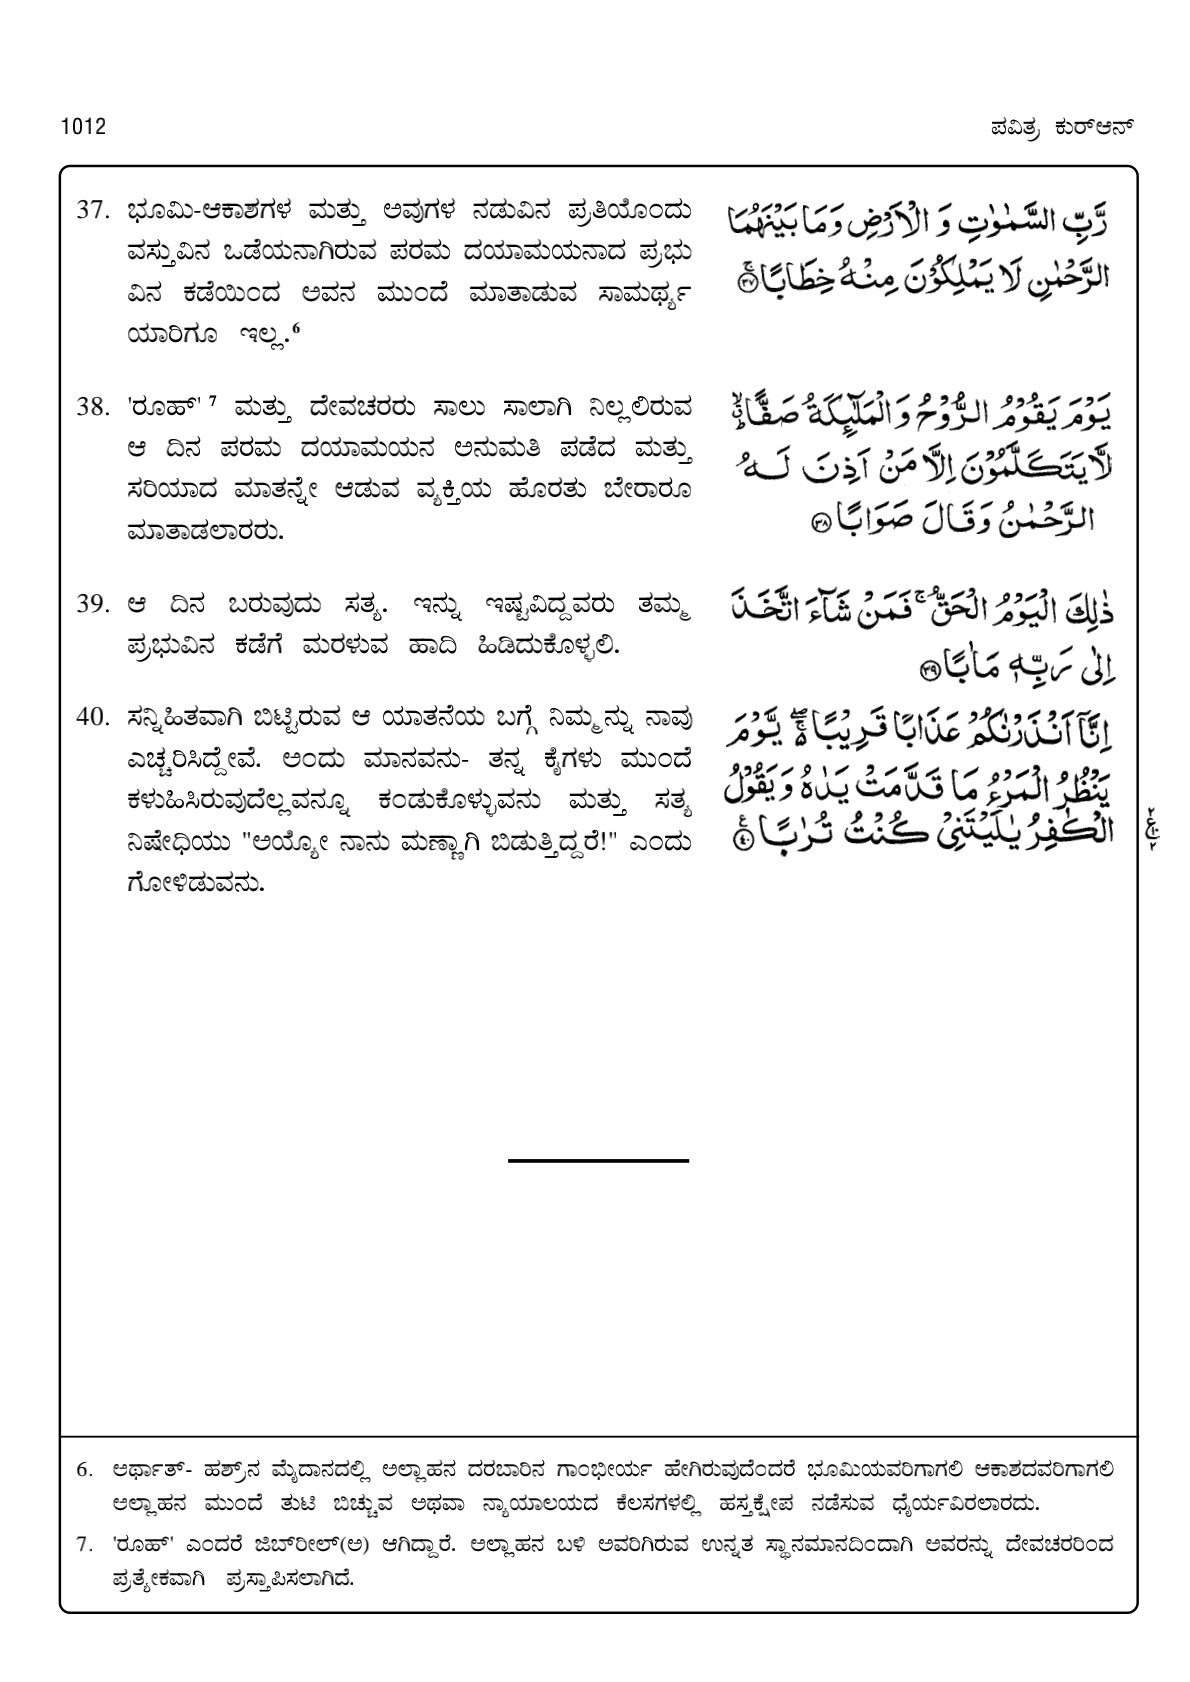 1012 ಪವಿತ್ರ ಕುರ್‌ಆನ್
37. ಭೂಮಿ-ಆಕಾಶಗಳ ಮತ್ತು ಅವುಗಳ ನಡುವಿನ ಪ್ರತಿಯೊಂದು
ವಸ್ತುವಿನ ಒಡೆಯನಾಗಿರುವ ಪರಮ ದಯಾಮಯನಾದ ಪ್ರಭು
ವಿನ ಕಡೆಯಿಂದ ಅವನ ಮುಂದೆ ಮಾತಾಡುವ ಸಾಮರ್ಥ್ಯ
ಯಾರಿಗೂ ಇಲ್ಲ.⁶
رَّبِّ السَّمٰوٰتِ وَ الْاَرْضِ وَمَا بَيْنَهُمَا
الرَّحْمٰنِ لَا يَمْلِكُوْنَ مِنْهُ خِطَابًا ۚ﴿۳۷﴾
38. 'ರೂಹ್' ⁷ ಮತ್ತು ದೇವಚರರು ಸಾಲು ಸಾಲಾಗಿ ನಿಲ್ಲಲಿರುವ
ಆ ದಿನ ಪರಮ ದಯಾಮಯನ ಅನುಮತಿ ಪಡೆದ ಮತ್ತು
ಸರಿಯಾದ ಮಾತನ್ನೇ ಆಡುವ ವ್ಯಕ್ತಿಯ ಹೊರತು ಬೇರಾರೂ
ಮಾತಾಡಲಾರರು.
يَوْمَ يَقُوْمُ الرُّوْحُ وَالْمَلٰٓئِكَةُ صَفًّا ۙۗ
لَّا يَتَكَلَّمُوْنَ اِلَّا مَنْ اَذِنَ لَهُ
الرَّحْمٰنُ وَقَالَ صَوَابًا ﴿۳۸﴾
39. ಆ ದಿನ ಬರುವುದು ಸತ್ಯ. ಇನ್ನು ಇಷ್ಟವಿದ್ದವರು ತಮ್ಮ
ಪ್ರಭುವಿನ ಕಡೆಗೆ ಮರಳುವ ಹಾದಿ ಹಿಡಿದುಕೊಳ್ಳಲಿ.
ذٰلِكَ الْيَوْمُ الْحَقُّ ۚ فَمَنْ شَآءَ اتَّخَذَ
اِلٰى رَبِّهٖ مَاٰبًا ﴿۳۹﴾
40. ಸನ್ನಿಹಿತವಾಗಿ ಬಿಟ್ಟಿರುವ ಆ ಯಾತನೆಯ ಬಗ್ಗೆ ನಿಮ್ಮನ್ನು ನಾವು
ಎಚ್ಚರಿಸಿದ್ದೇವೆ. ಅಂದು ಮಾನವನು- ತನ್ನ ಕೈಗಳು ಮುಂದೆ
ಕಳುಹಿಸಿರುವುದೆಲ್ಲವನ್ನೂ ಕಂಡುಕೊಳ್ಳುವನು ಮತ್ತು ಸತ್ಯ
ನಿಷೇಧಿಯು "ಅಯ್ಯೋ ನಾನು ಮಣ್ಣಾಗಿ ಬಿಡುತ್ತಿದ್ದರೆ!" ಎಂದು
ಗೋಳಿಡುವನು.
اِنَّآ اَنْذَرْنٰكُمْ عَذَابًا قَرِيْبًا ۖۚ يَّوْمَ
يَنْظُرُ الْمَرْءُ مَا قَدَّمَتْ يَدٰهُ وَيَقُوْلُ
الْكٰفِرُ يٰلَيْتَنِيْ كُنْتُ تُرٰبًا ﴿۴۰﴾
6. ಅರ್ಥಾತ್- ಹಶ್ರ್‌ನ ಮೈದಾನದಲ್ಲಿ ಅಲ್ಲಾಹನ ದರಬಾರಿನ ಗಾಂಭೀರ್ಯ ಹೇಗಿರುವುದೆಂದರೆ ಭೂಮಿಯವರಿಗಾಗಲಿ ಆಕಾಶದವರಿಗಾಗಲಿ
ಅಲ್ಲಾಹನ ಮುಂದೆ ತುಟಿ ಬಿಚ್ಚುವ ಅಥವಾ ನ್ಯಾಯಾಲಯದ ಕೆಲಸಗಳಲ್ಲಿ ಹಸ್ತಕ್ಷೇಪ ನಡೆಸುವ ಧೈರ್ಯವಿರಲಾರದು.
7. 'ರೂಹ್' ಎಂದರೆ ಜಿಬ್‌ರೀಲ್(ಅ) ಆಗಿದ್ದಾರೆ. ಅಲ್ಲಾಹನ ಬಳಿ ಅವರಿಗಿರುವ ಉನ್ನತ ಸ್ಥಾನಮಾನದಿಂದಾಗಿ ಅವರನ್ನು ದೇವಚರರಿಂದ
ಪ್ರತ್ಯೇಕವಾಗಿ ಪ್ರಸ್ತಾಪಿಸಲಾಗಿದೆ.